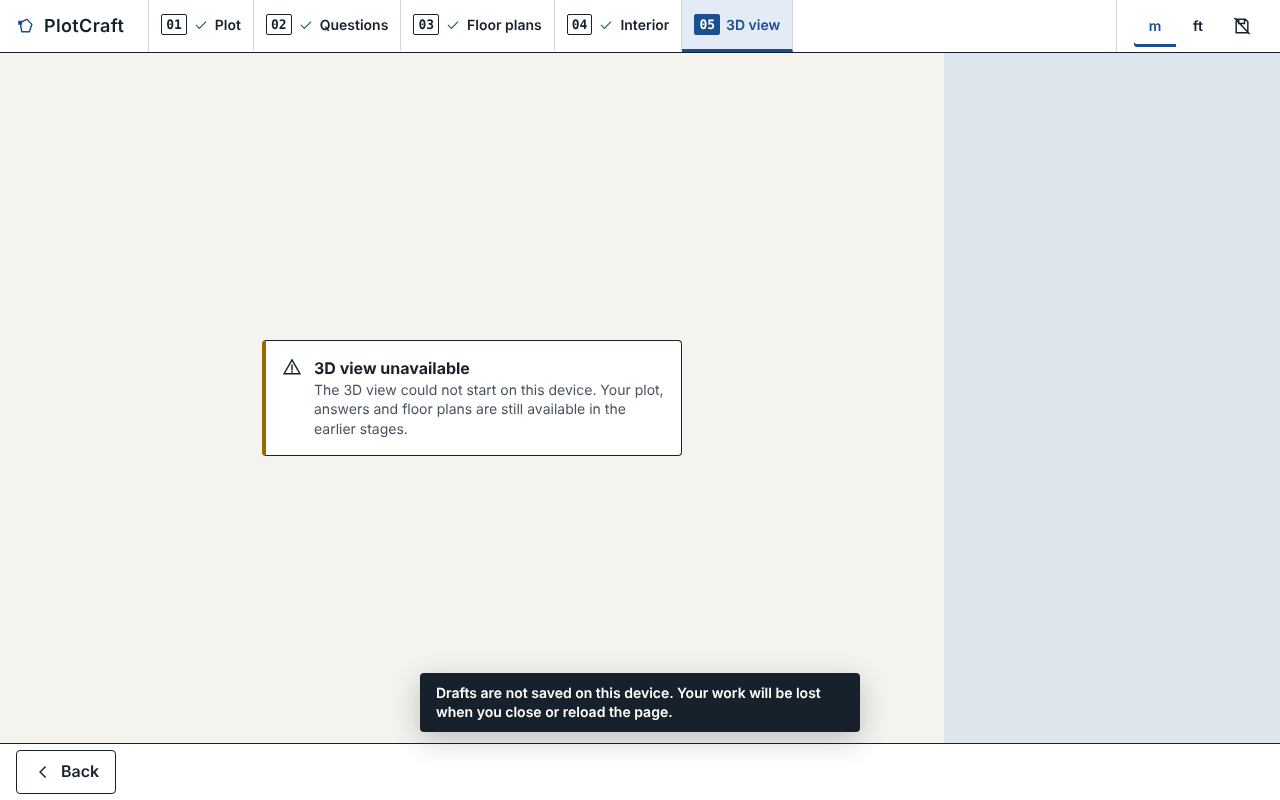 PlotCraft
01 Plot
02 Questions
03 Floor plans
04 Interior
05 3D view
m
ft
3D view unavailable
The 3D view could not start on this device. Your plot,
answers and floor plans are still available in the
earlier stages.
Drafts are not saved on this device. Your work will be lost
when you close or reload the page.
Back